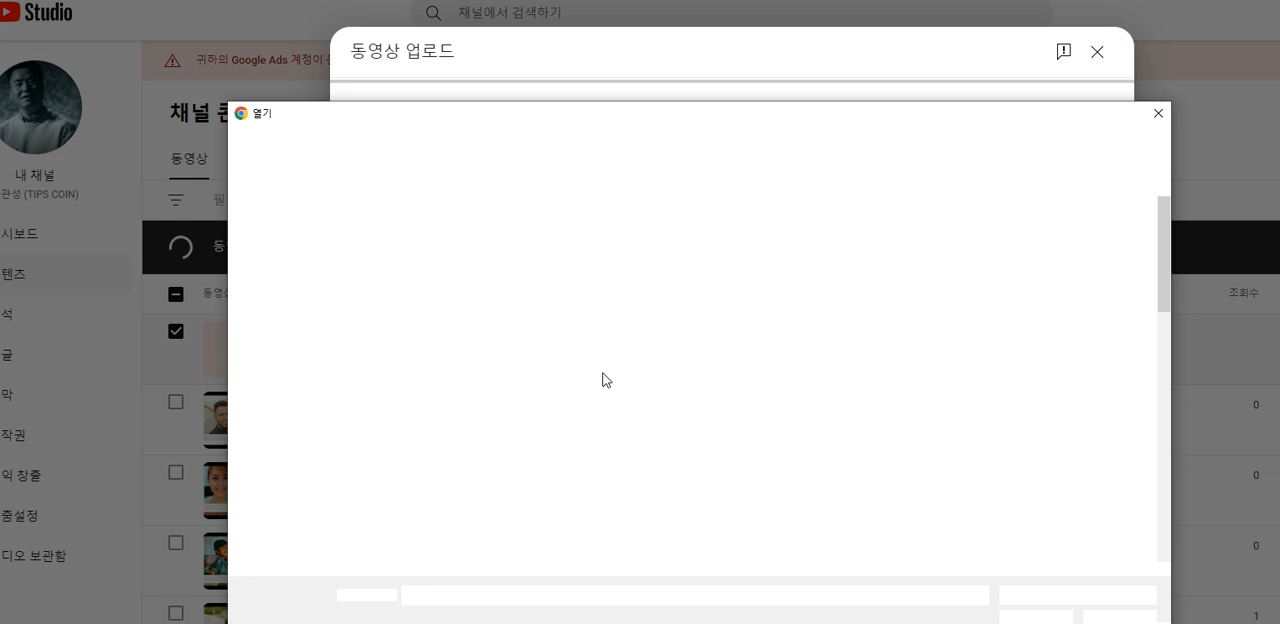 Studio
채널에서 검색하기
동영상 업로드
귀하의 Google Ads 계정이
열기
채널
동영상
내 채널
관성 (TIPS COIN)
시보드
텐츠
조회수
석
글
막
0
작권
익 창출
0
춤설정
0
디오 보관함
1